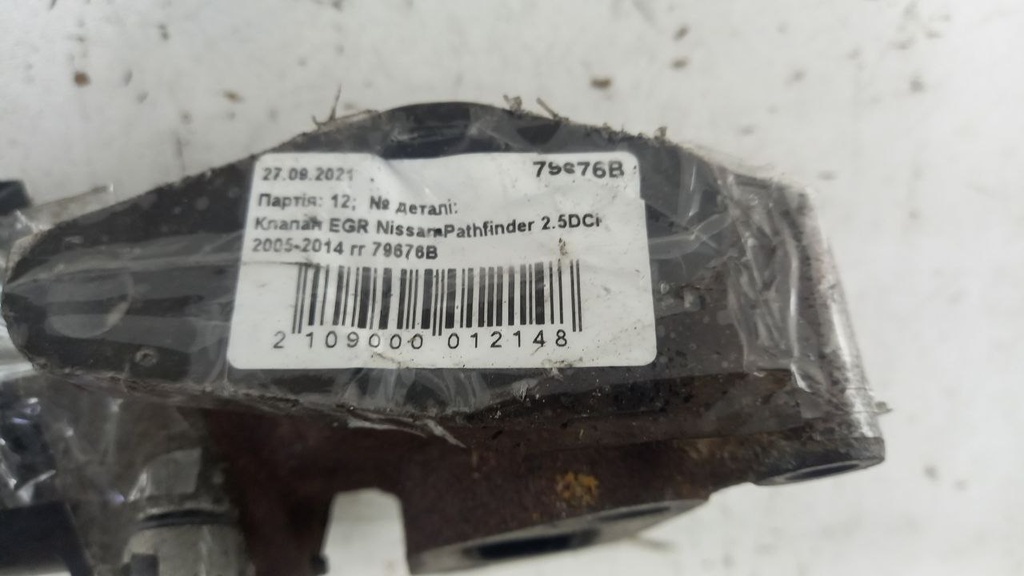 27.09.2021 79676B
Партія: 12; № деталі:
Клапан EGR Nissan Pathfinder 2.5DCi
2005-2014 гг 79676B
2 109000 012148